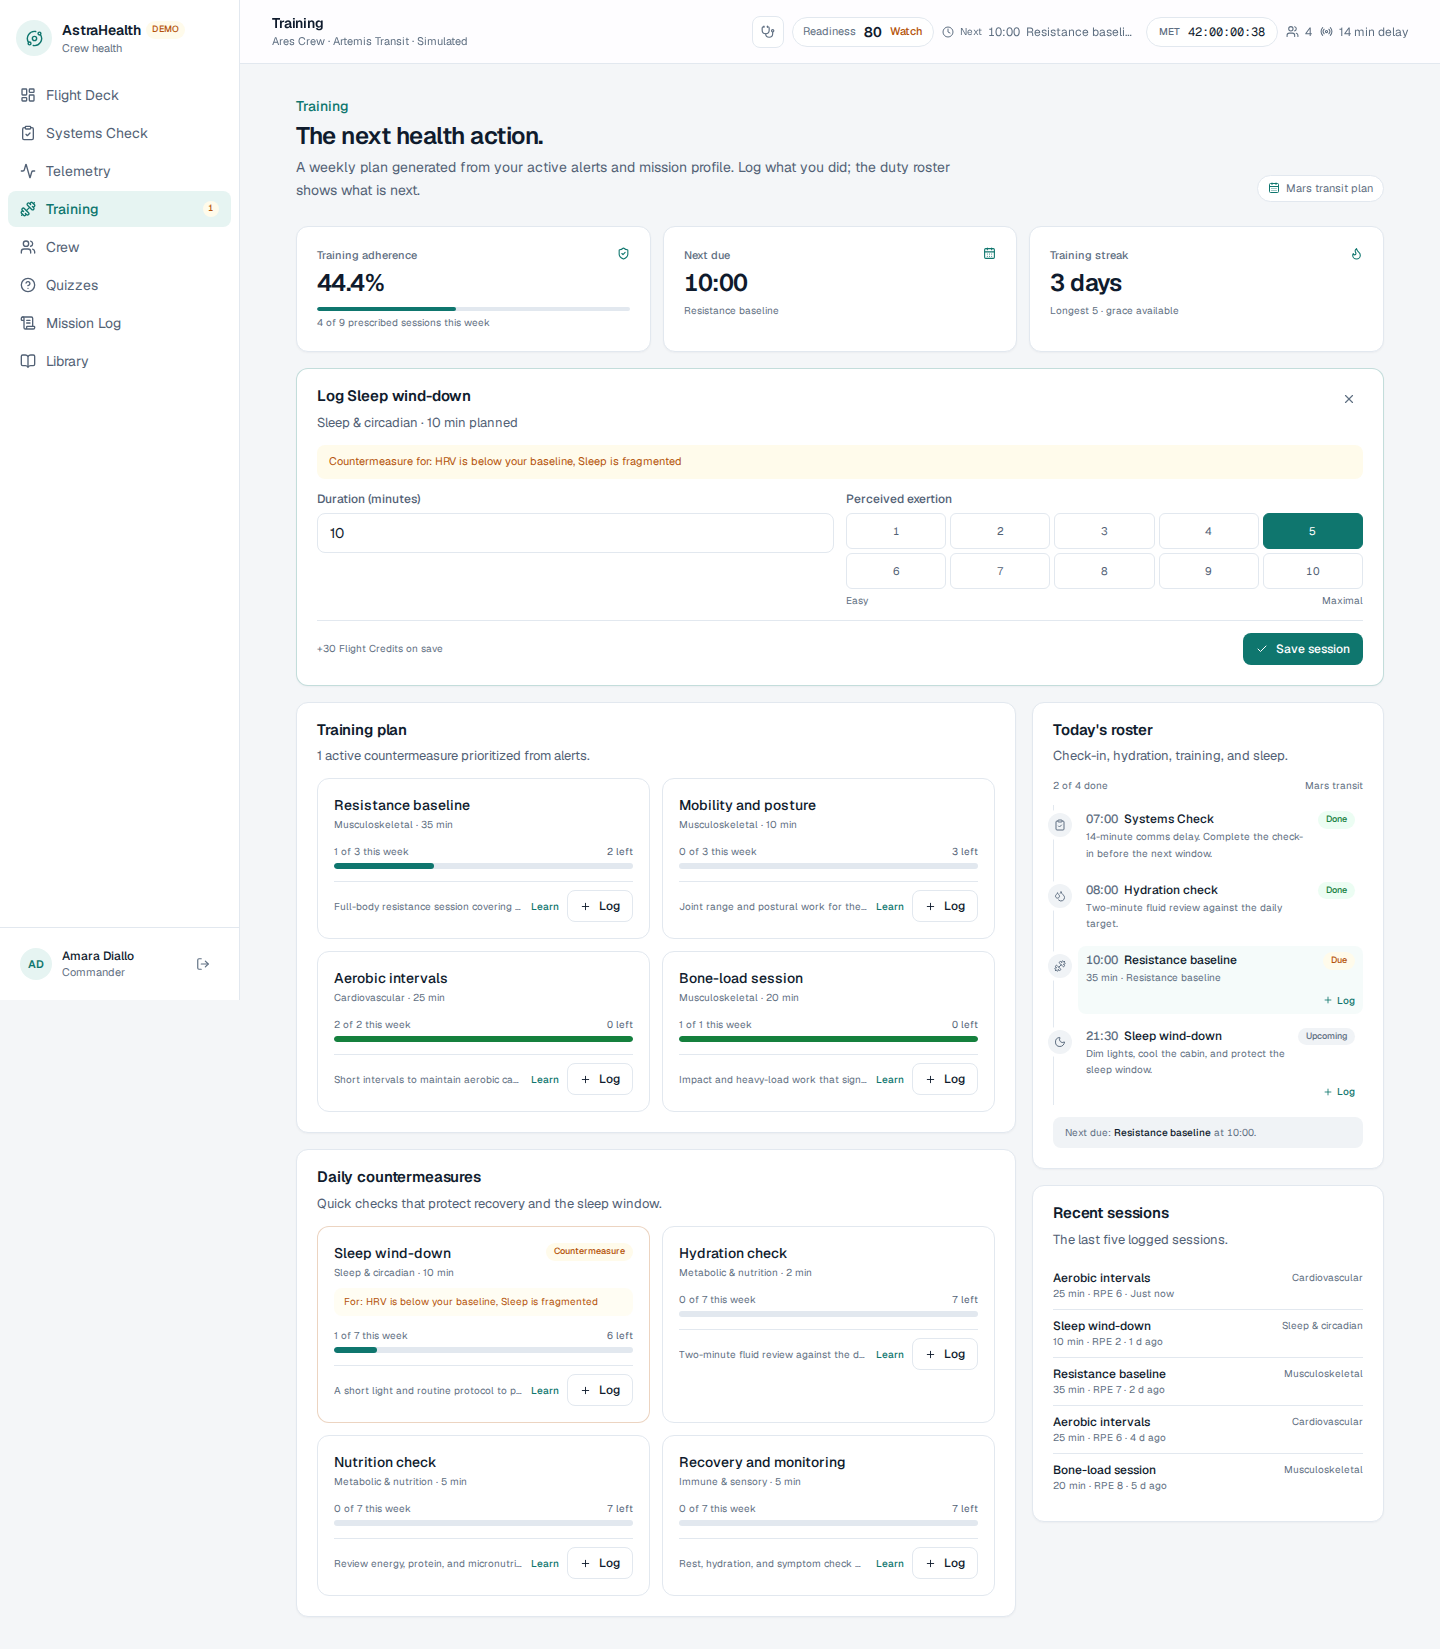 AstraHealth DEMO
Crew health
Flight Deck
Systems Check
Telemetry
Training 1
Crew
Quizzes
Mission Log
Library
AD
Amara Diallo
Commander
Training
Ares Crew · Artemis Transit · Simulated
Readiness 80 Watch
Next 10:00 Resistance baseli...
MET 42:00:00:38
4
14 min delay
Training
The next health action.
A weekly plan generated from your active alerts and mission profile. Log what you did; the duty roster
shows what is next.
Mars transit plan
Training adherence
44.4%
4 of 9 prescribed sessions this week
Next due
10:00
Resistance baseline
Training streak
3 days
Longest 5 · grace available
Log Sleep wind-down
Sleep & circadian · 10 min planned
Countermeasure for: HRV is below your baseline, Sleep is fragmented
Duration (minutes)
10
Perceived exertion
1 2 3 4 5
6 7 8 9 10
Easy Maximal
+30 Flight Credits on save
Save session
Training plan
1 active countermeasure prioritized from alerts.
Resistance baseline
Musculoskeletal · 35 min
1 of 3 this week 2 left
Full-body resistance session covering ... Learn + Log
Mobility and posture
Musculoskeletal · 10 min
0 of 3 this week 3 left
Joint range and postural work for the... Learn + Log
Aerobic intervals
Cardiovascular · 25 min
2 of 2 this week 0 left
Short intervals to maintain aerobic ca... Learn + Log
Bone-load session
Musculoskeletal · 20 min
1 of 1 this week 0 left
Impact and heavy-load work that sign... Learn + Log
Daily countermeasures
Quick checks that protect recovery and the sleep window.
Sleep wind-down Countermeasure
Sleep & circadian · 10 min
For: HRV is below your baseline, Sleep is fragmented
1 of 7 this week 6 left
A short light and routine protocol to p... Learn + Log
Hydration check
Metabolic & nutrition · 2 min
0 of 7 this week 7 left
Two-minute fluid review against the d... Learn + Log
Nutrition check
Metabolic & nutrition · 5 min
0 of 7 this week 7 left
Review energy, protein, and micronutri... Learn + Log
Recovery and monitoring
Immune & sensory · 5 min
0 of 7 this week 7 left
Rest, hydration, and symptom check ... Learn + Log
Today's roster
Check-in, hydration, training, and sleep.
2 of 4 done Mars transit
07:00 Systems Check Done
14-minute comms delay. Complete the check-
in before the next window.
08:00 Hydration check Done
Two-minute fluid review against the daily
target.
10:00 Resistance baseline Due
35 min · Resistance baseline
+ Log
21:30 Sleep wind-down Upcoming
Dim lights, cool the cabin, and protect the
sleep window.
+ Log
Next due: Resistance baseline at 10:00.
Recent sessions
The last five logged sessions.
Aerobic intervals Cardiovascular
25 min · RPE 6 · Just now
Sleep wind-down Sleep & circadian
10 min · RPE 2 · 1 d ago
Resistance baseline Musculoskeletal
35 min · RPE 7 · 2 d ago
Aerobic intervals Cardiovascular
25 min · RPE 6 · 4 d ago
Bone-load session Musculoskeletal
20 min · RPE 8 · 5 d ago